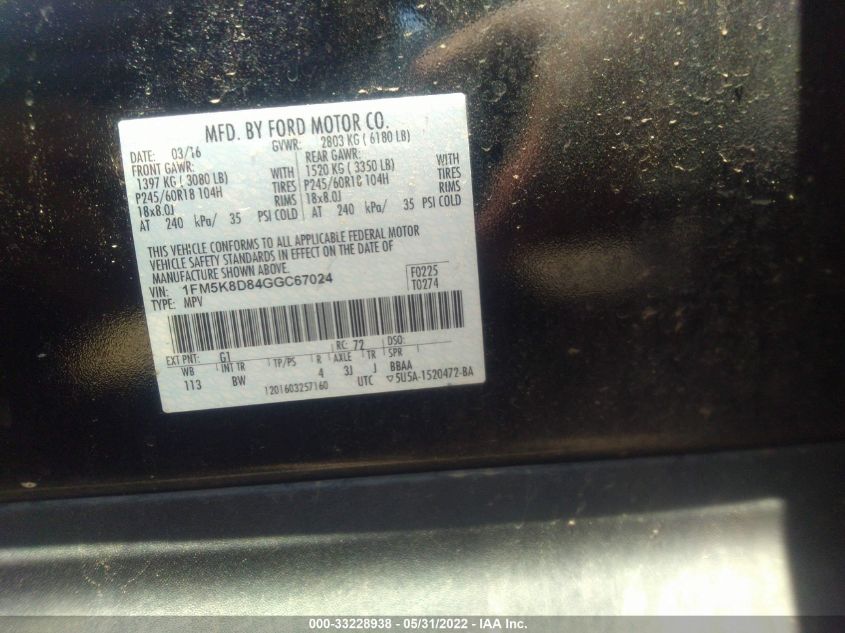 MFD. BY FORD MOTOR CO.
DATE: 03/16 GVWR: 2803 KG ( 6180 LB)
FRONT GAWR: REAR GAWR:
1397 KG ( 3080 LB) WITH 1520 KG ( 3350 LB) WITH
P245/60R18 104H TIRES P245/60R18 104H TIRES
18x8.0J RIMS 18x8.0J RIMS
AT 240 kPa/ 35 PSI COLD AT 240 kPa/ 35 PSI COLD
THIS VEHICLE CONFORMS TO ALL APPLICABLE FEDERAL MOTOR
VEHICLE SAFETY STANDARDS IN EFFECT ON THE DATE OF
MANUFACTURE SHOWN ABOVE.
VIN: 1FM5K8D84GGC67024 F0225
TYPE: MPV T0274
EXT PNT: G1 RC: 72 DSO:
WB INT TR TP/PS R AXLE TR SPR
113 BW 4 3J J BBAA
1201603257160 UTC ▽5U5A-1520472-BA
000-33228938 - 05/31/2022 - IAA Inc.